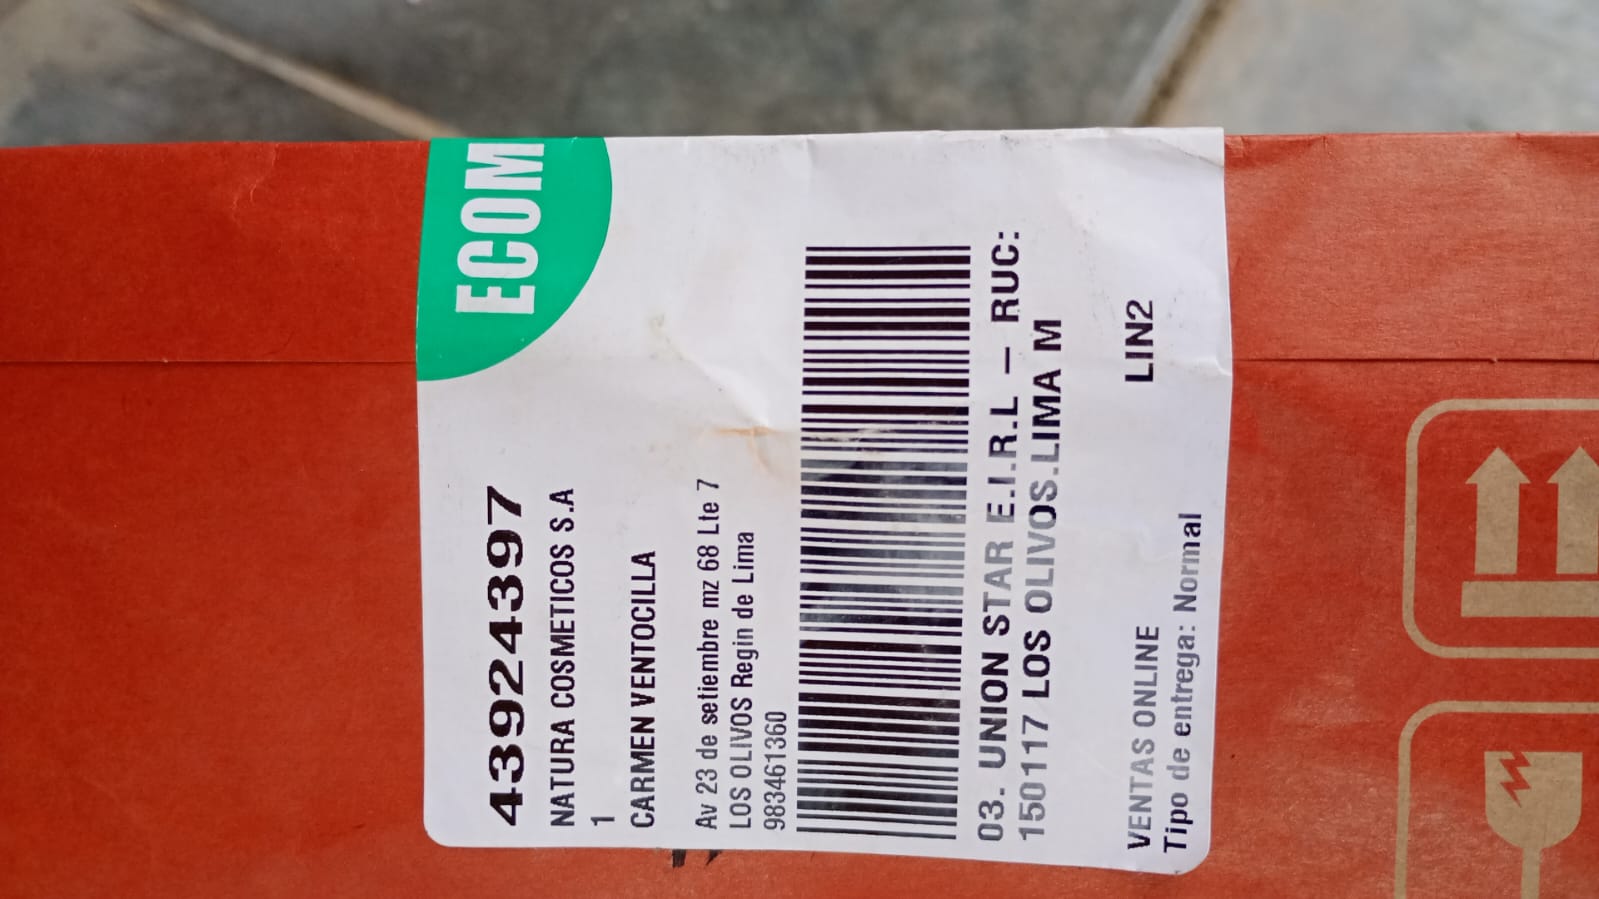 ECOM
43924397
NATURA COSMETICOS S.A
1
CARMEN VENTOCILLA
Av 23 de setiembre mz 68 Lte 7
LOS OLIVOS Regin de Lima
983461360
03. UNION STAR E.I.R.L – RUC:
150117 LOS OLIVOS.LIMA M
LIN2
VENTAS ONLINE
Tipo de entrega: Normal